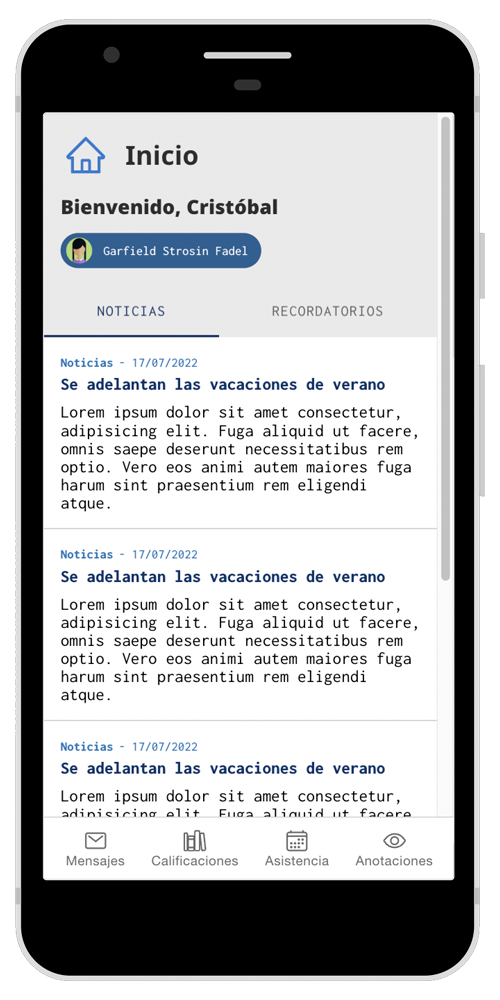 Inicio
Bienvenido, Cristóbal
Garfield Strosin Fadel
NOTICIAS
RECORDATORIOS
Noticias - 17/07/2022
Se adelantan las vacaciones de verano
Lorem ipsum dolor sit amet consectetur,
adipisicing elit. Fuga aliquid ut facere,
omnis saepe deserunt necessitatibus rem
optio. Vero eos animi autem maiores fuga
harum sint praesentium rem eligendi
atque.
Noticias - 17/07/2022
Se adelantan las vacaciones de verano
Lorem ipsum dolor sit amet consectetur,
adipisicing elit. Fuga aliquid ut facere,
omnis saepe deserunt necessitatibus rem
optio. Vero eos animi autem maiores fuga
harum sint praesentium rem eligendi
atque.
Noticias - 17/07/2022
Se adelantan las vacaciones de verano
Lorem ipsum dolor sit amet consectetur,
adipisicing elit. Fuga aliquid ut facere,
Mensajes
Calificaciones
Asistencia
Anotaciones